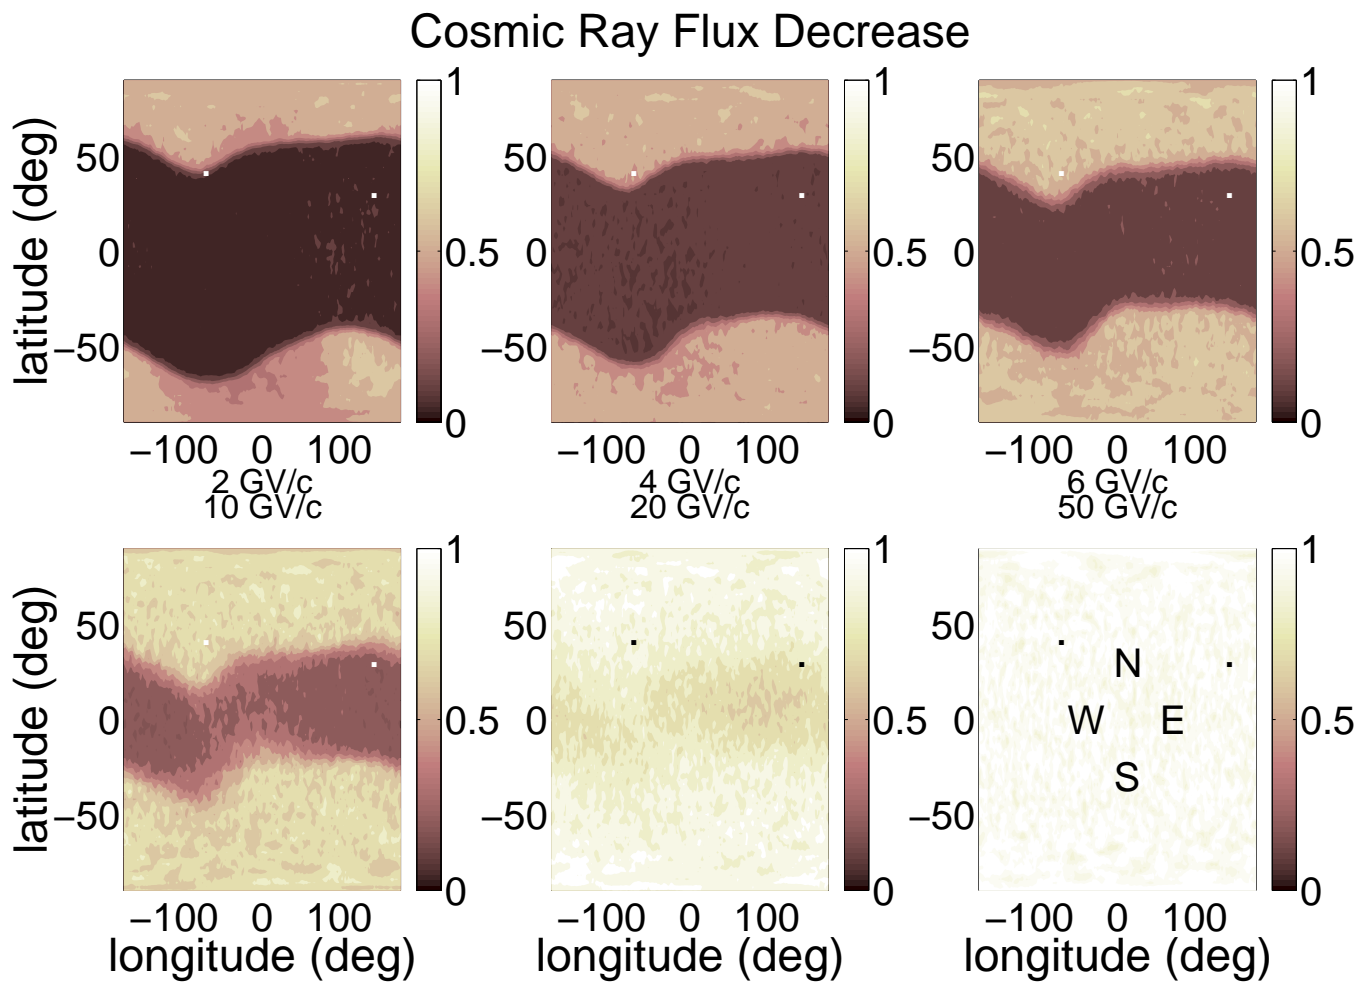 Cosmic Ray Flux Decrease
latitude (deg)
50
0
−50
−100 0 100
1
0.5
0
2 GV/c
50
0
−50
−100 0 100
1
0.5
0
4 GV/c
50
0
−50
−100 0 100
1
0.5
0
6 GV/c
10 GV/c
latitude (deg)
50
0
−50
−100 0 100
longitude (deg)
1
0.5
0
20 GV/c
50
0
−50
−100 0 100
longitude (deg)
1
0.5
0
50 GV/c
50
0
−50
N
W E
S
−100 0 100
longitude (deg)
1
0.5
0